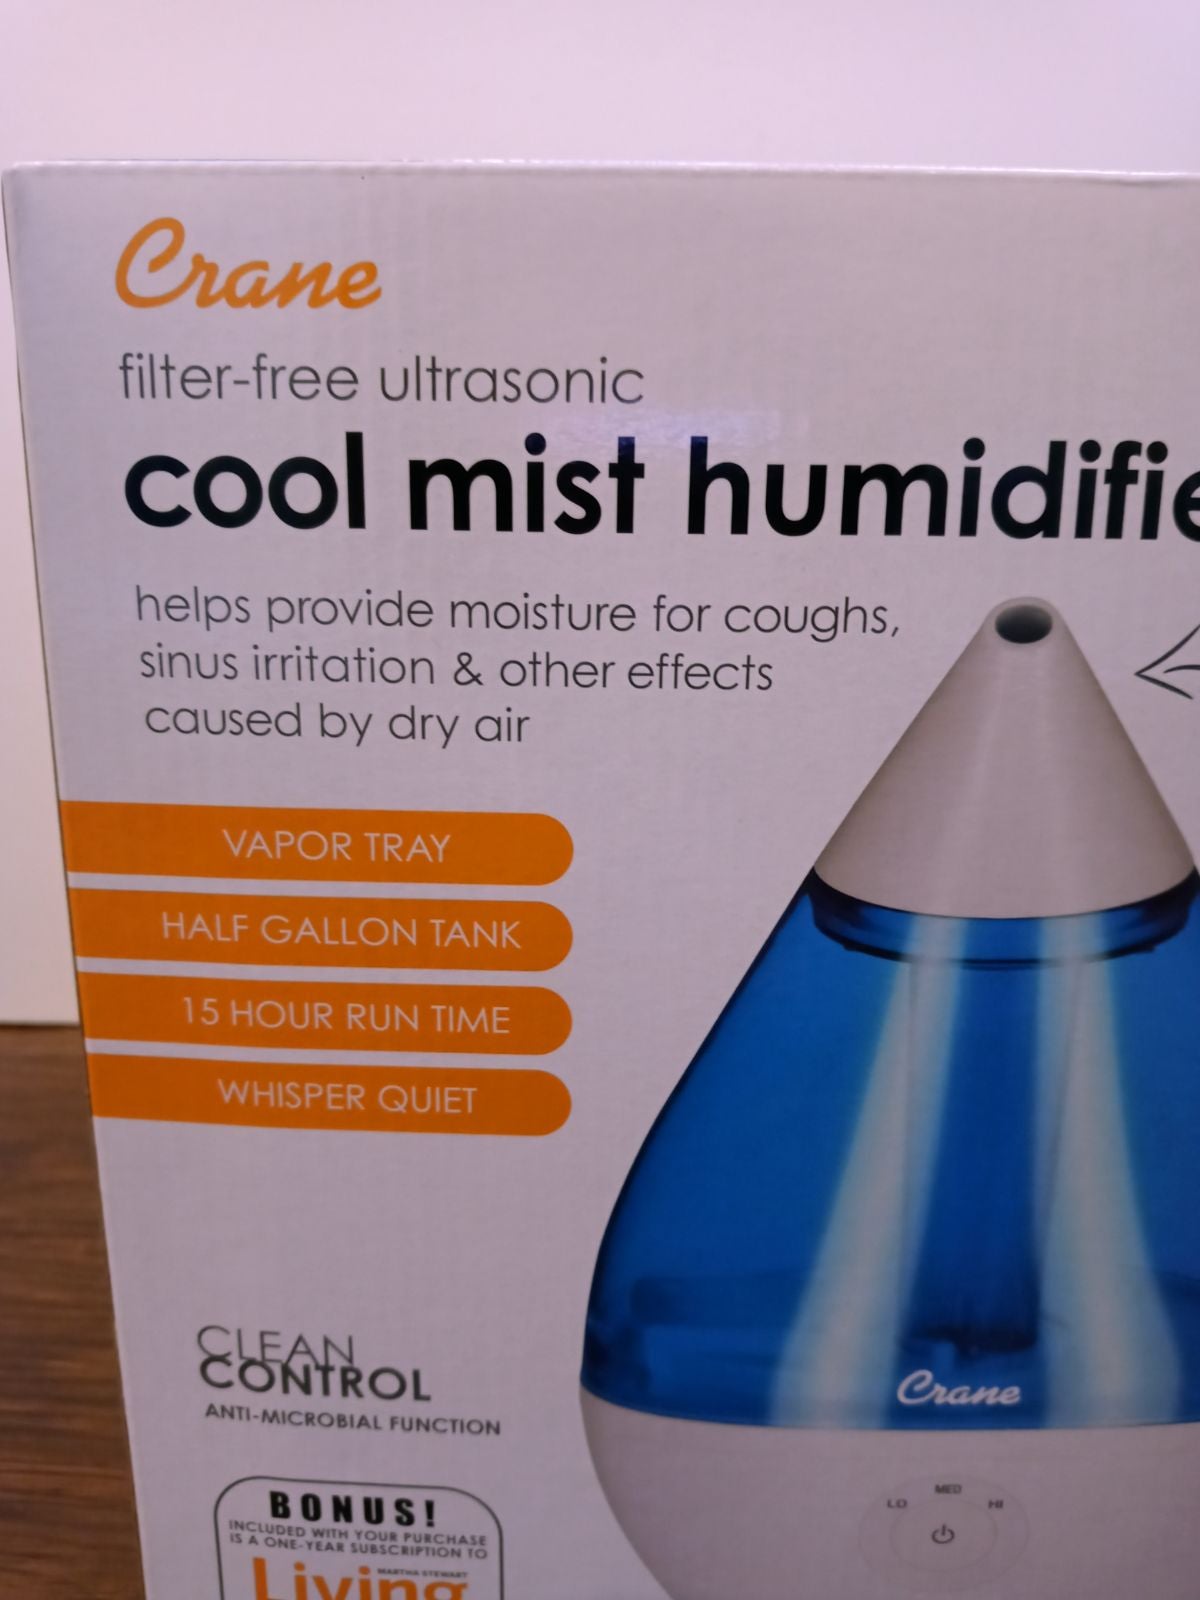 Crane
filter-free ultrasonic
cool mist humidifie
helps provide moisture for coughs,
sinus irritation & other effects
caused by dry air
VAPOR TRAY
HALF GALLON TANK
15 HOUR RUN TIME
WHISPER QUIET
CLEAN
CONTROL
ANTI-MICROBIAL FUNCTION
Crane
LO MED HI
BONUS!
INCLUDED WITH YOUR PURCHASE
IS A ONE-YEAR SUBSCRIPTION TO
MARTHA STEWART
Living